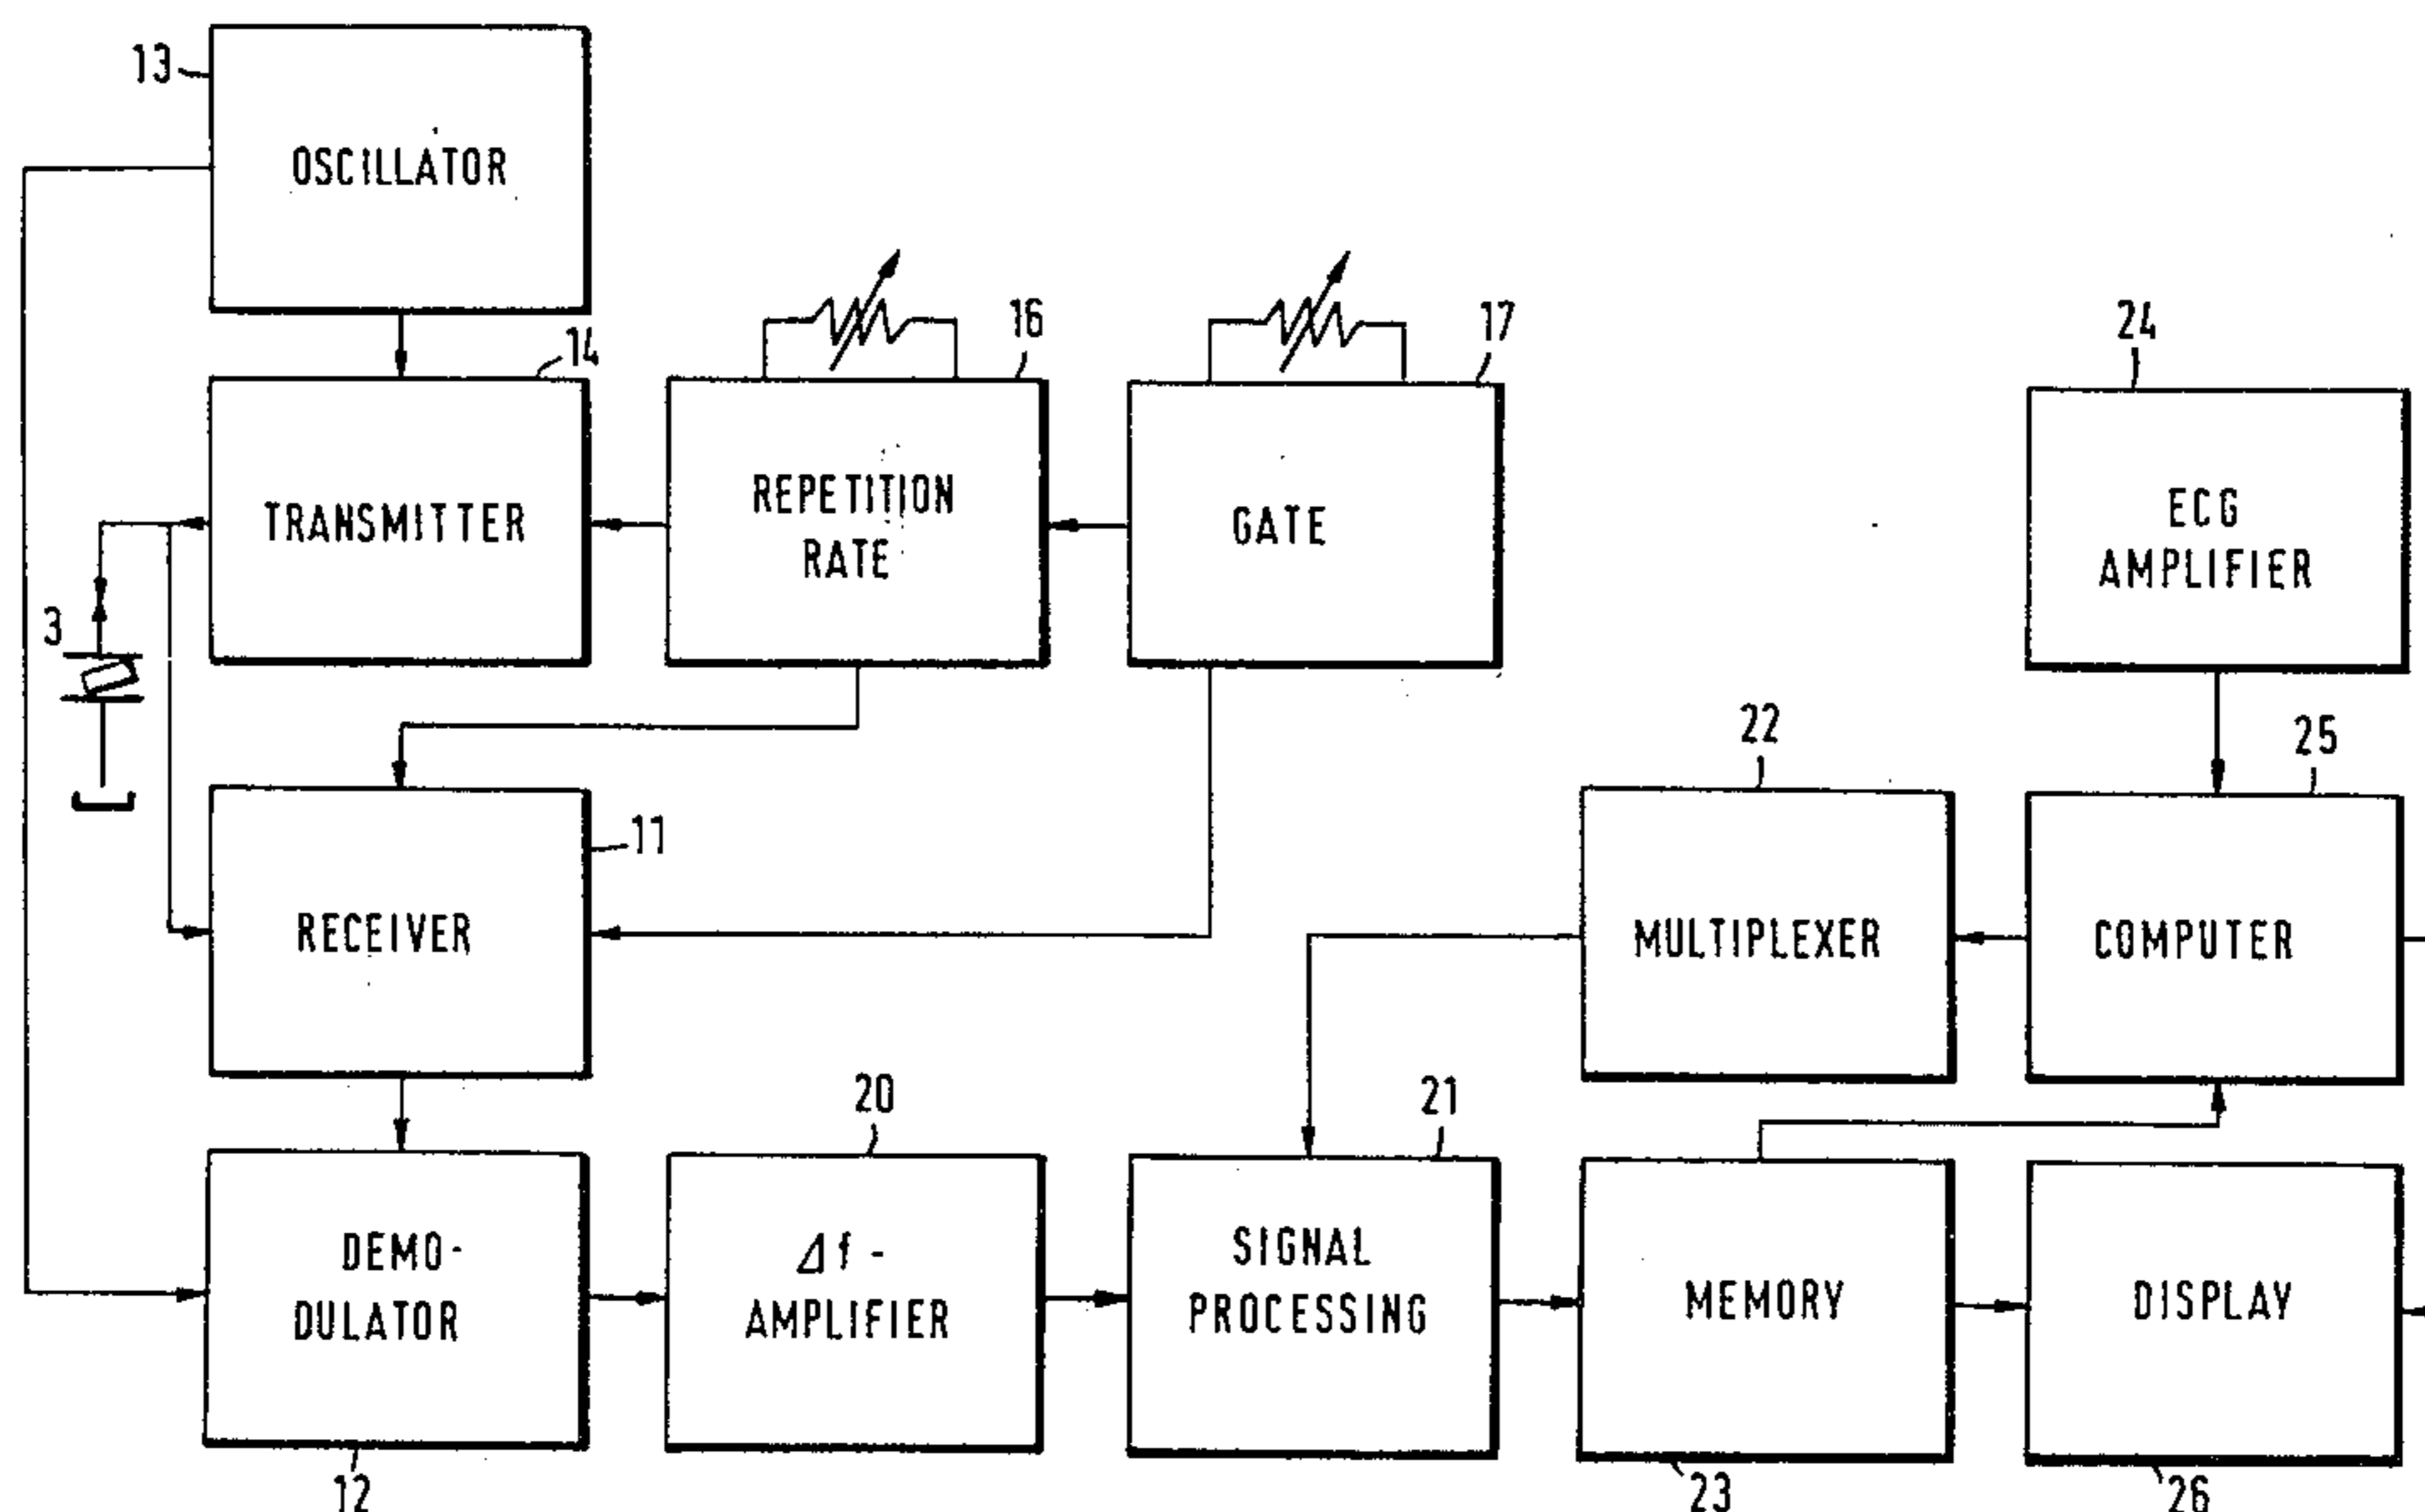 13
OSCILLATOR
14
TRANSMITTER
16
REPETITION
RATE
17
GATE
24
ECG
AMPLIFIER
3
11
RECEIVER
22
MULTIPLEXER
25
COMPUTER
DEMO-
DULATOR
12
20
Δf-
AMPLIFIER
21
SIGNAL
PROCESSING
MEMORY
23
DISPLAY
26